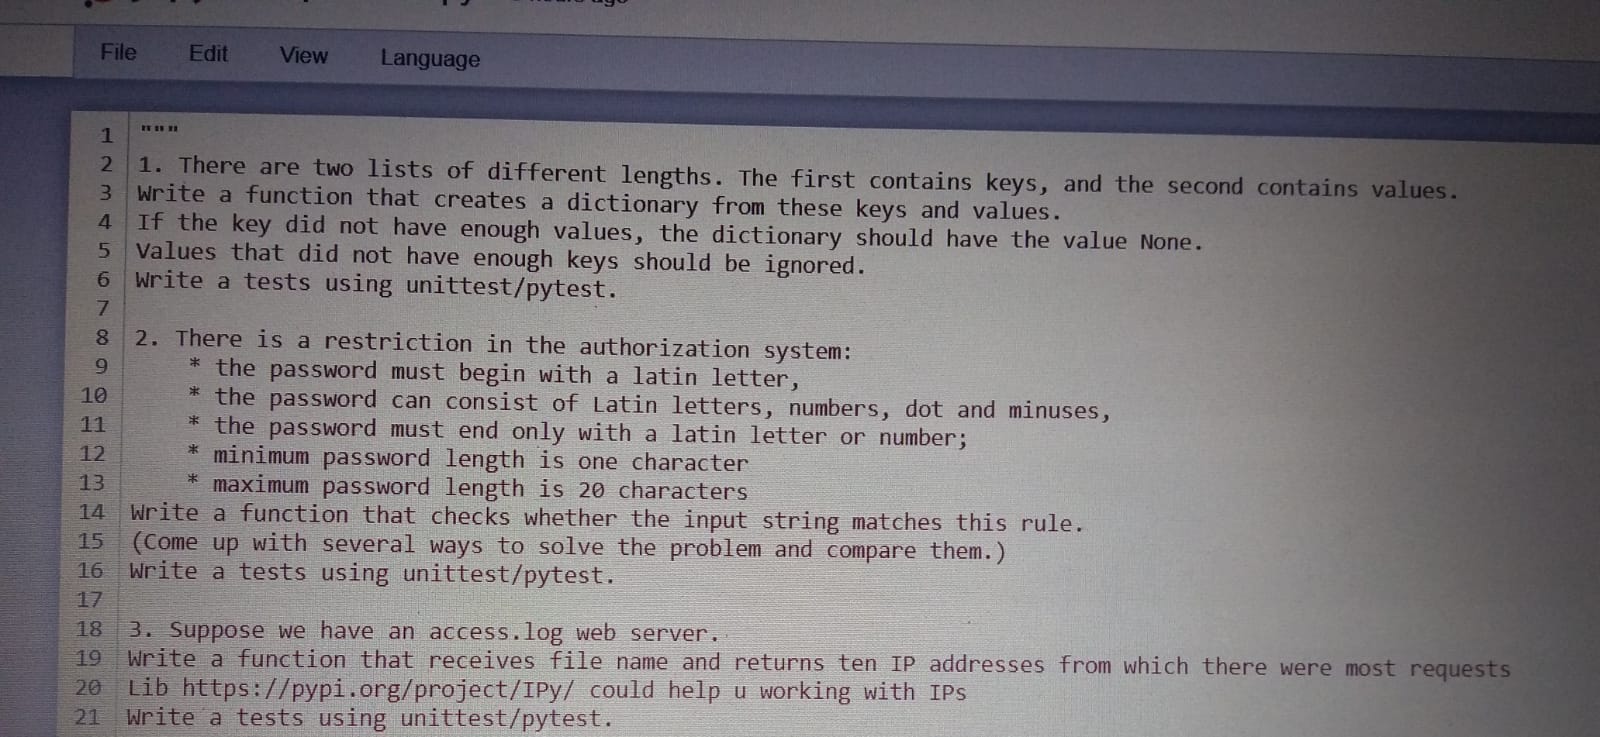 File Edit View Language
1 """
2 1. There are two lists of different lengths. The first contains keys, and the second contains values.
3 Write a function that creates a dictionary from these keys and values.
4 If the key did not have enough values, the dictionary should have the value None.
5 Values that did not have enough keys should be ignored.
6 Write a tests using unittest/pytest.
7
8 2. There is a restriction in the authorization system:
9 * the password must begin with a latin letter,
10 * the password can consist of Latin letters, numbers, dot and minuses,
11 * the password must end only with a latin letter or number;
12 * minimum password length is one character
13 * maximum password length is 20 characters
14 Write a function that checks whether the input string matches this rule.
15 (Come up with several ways to solve the problem and compare them.)
16 Write a tests using unittest/pytest.
17
18 3. Suppose we have an access.log web server.
19 Write a function that receives file name and returns ten IP addresses from which there were most requests
20 Lib https://pypi.org/project/IPy/ could help u working with IPs
21 Write a tests using unittest/pytest.